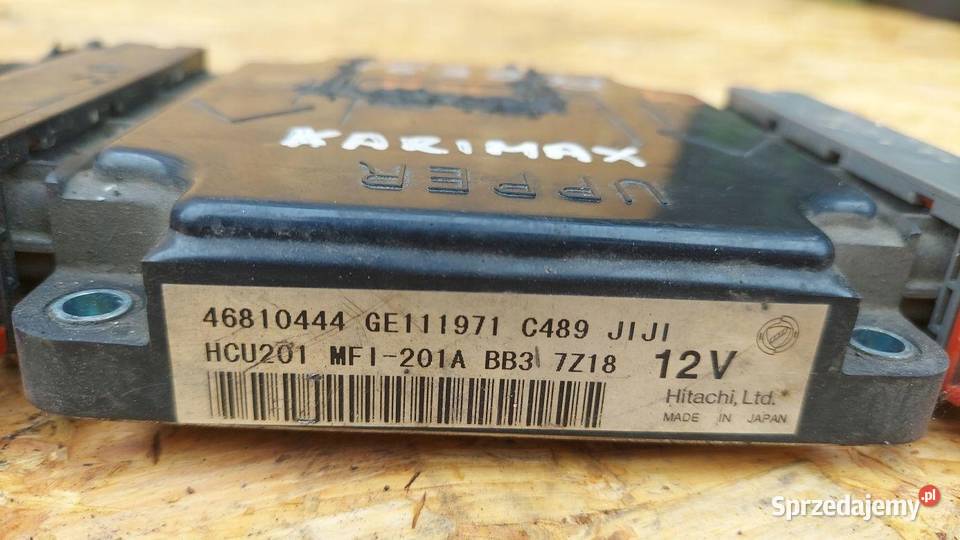 KARIMAX
UPPER
46810444 GE111971 C489 JIJI
HCU201 MFI-201A BB3 7Z18 12V
Hitachi, Ltd.
MADE IN JAPAN
Sprzedajemy.pl